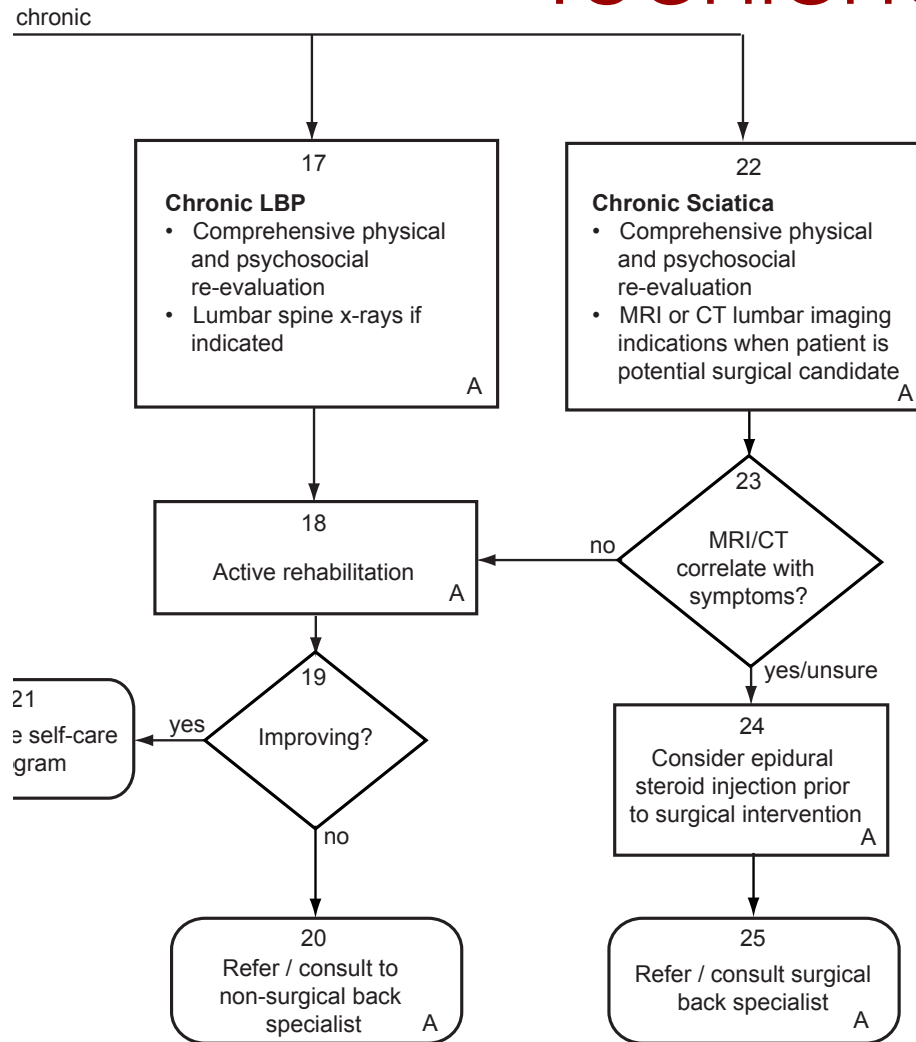 chronic
17
Chronic LBP
• Comprehensive physical
and psychosocial
re-evaluation
• Lumbar spine x-rays if
indicated
A
22
Chronic Sciatica
• Comprehensive physical
and psychosocial
re-evaluation
• MRI or CT lumbar imaging
indications when patient is
potential surgical candidate
A
18
Active rehabilitation
A
no
23
MRI/CT
correlate with
symptoms?
yes/unsure
19
Improving?
yes
no
21
e self-care
gram
24
Consider epidural
steroid injection prior
to surgical intervention
A
20
Refer / consult to
non-surgical back
specialist
A
25
Refer / consult surgical
back specialist
A